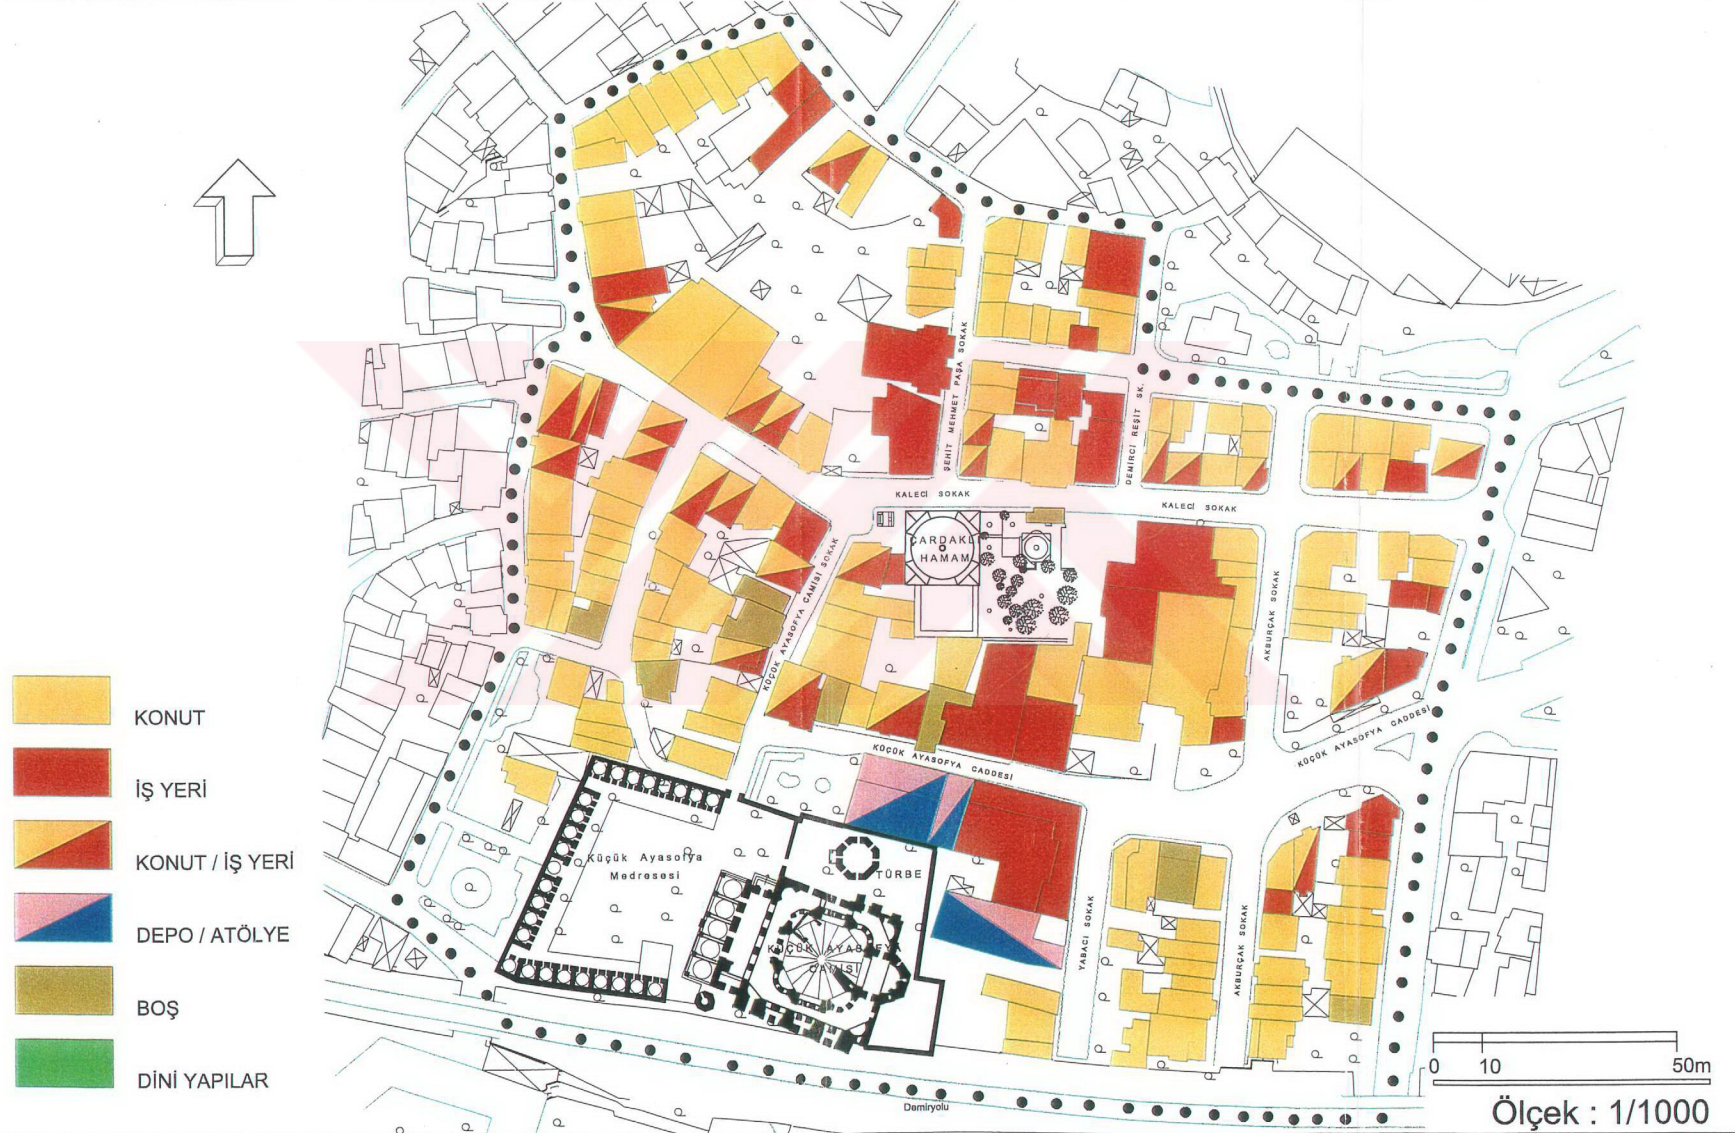 ŞEHİT MEHMET PAŞA SOKAK
DEMİRCİ REŞİT SK.
KALECİ SOKAK
KALECİ SOKAK
ÇARDAKLI
HAMAM
KÜÇÜK AYASOFYA CAMİSİ SOKAK
AKBURÇAK SOKAK
KÜÇÜK AYASOFYA CADDESİ
KÜÇÜK AYASOFYA CADDESİ
Küçük Ayasofya
Medresesi
TÜRBE
KÜÇÜK AYASOFYA
CAMİSİ
YABACI SOKAK
AKBURÇAK SOKAK
Demiryolu
KONUT
İŞ YERİ
KONUT / İŞ YERİ
DEPO / ATÖLYE
BOŞ
DİNİ YAPILAR
0 10 50m
Ölçek : 1/1000